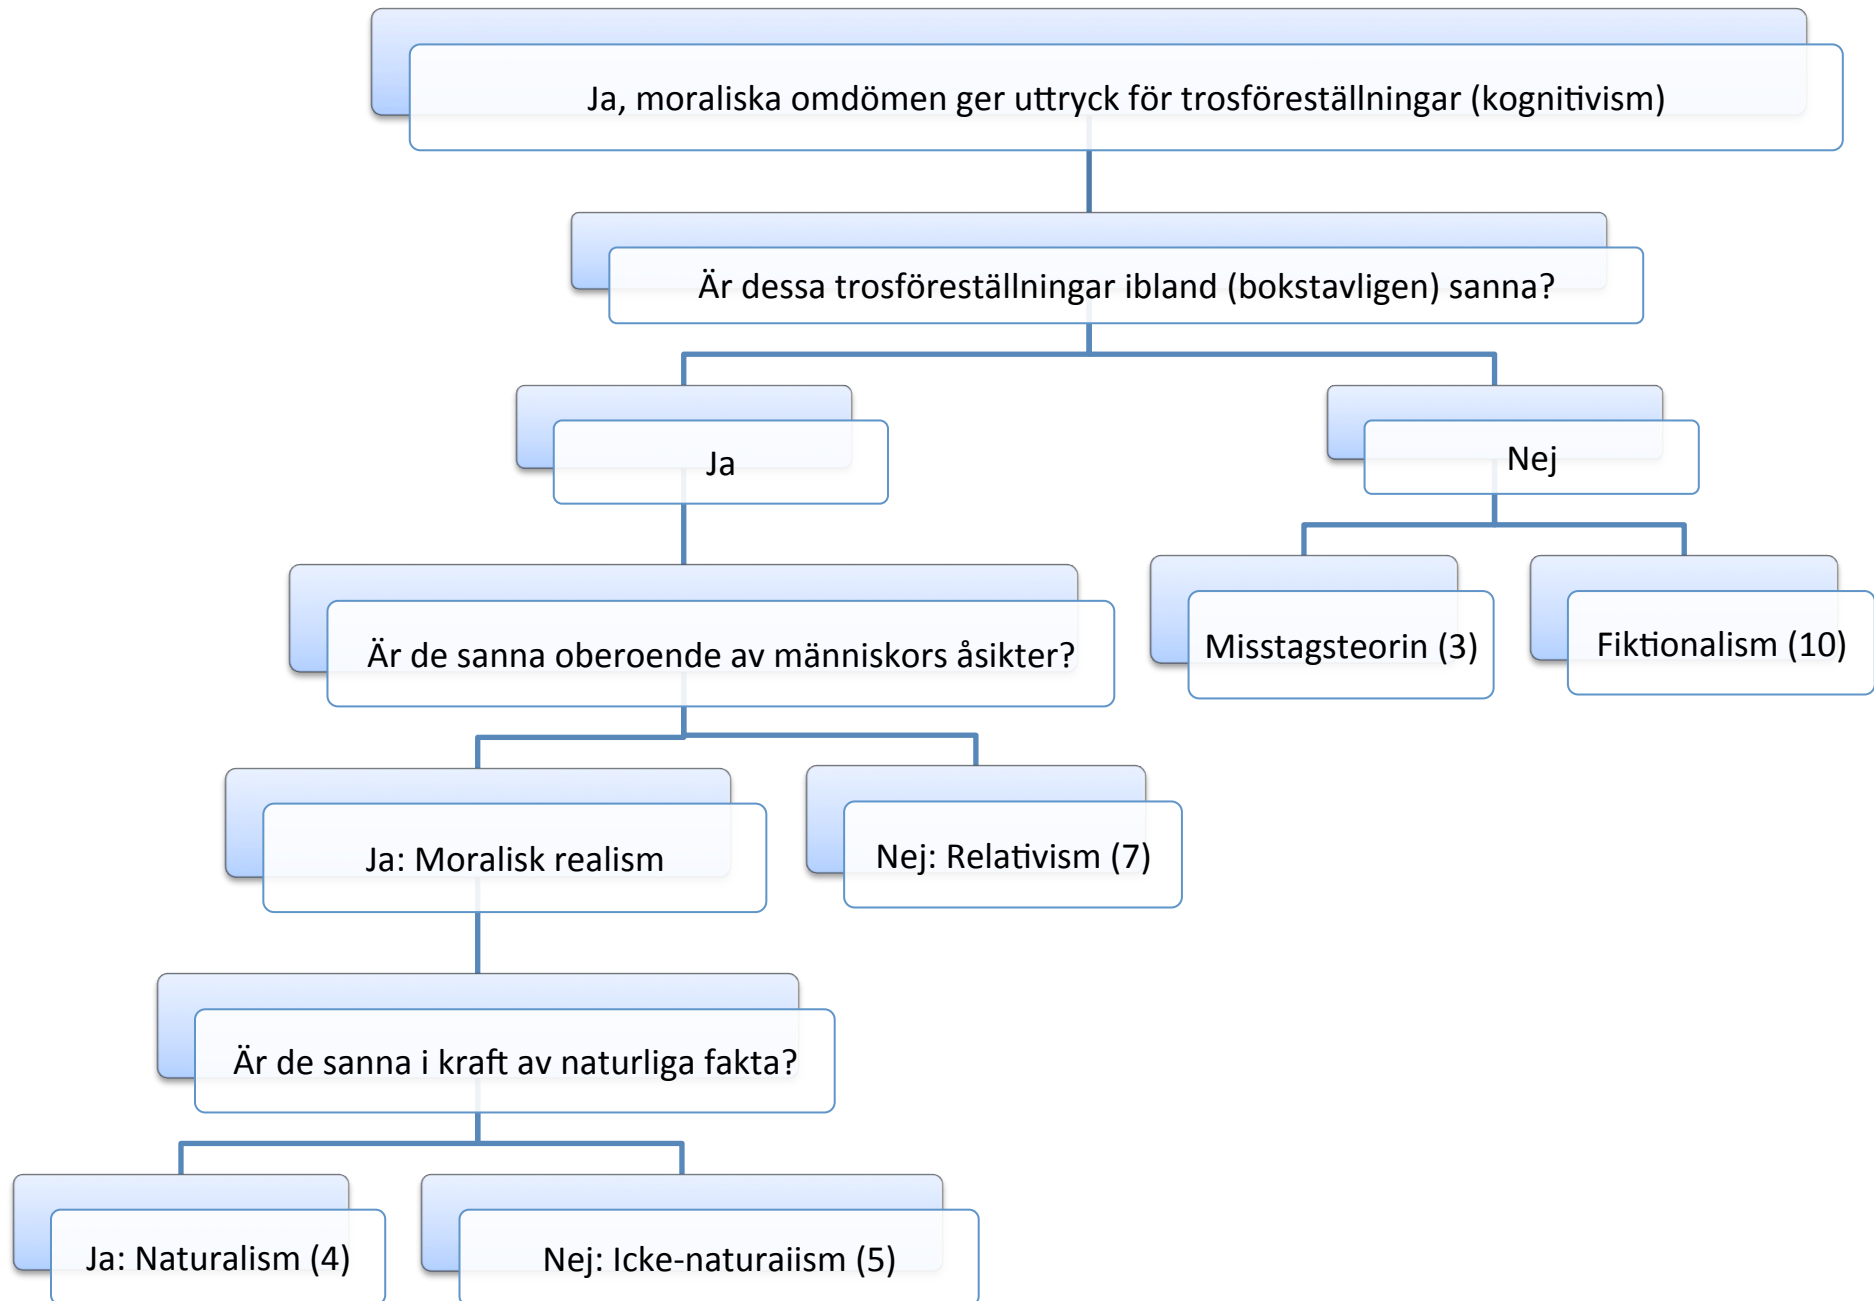 Ja, moraliska omdömen ger uttryck för trosföreställningar (kognitivism)
Är dessa trosföreställningar ibland (bokstavligen) sanna?
Ja
Nej
Är de sanna oberoende av människors åsikter?
Misstagsteorin (3)
Fiktionalism (10)
Ja: Moralisk realism
Nej: Relativism (7)
Är de sanna i kraft av naturliga fakta?
Ja: Naturalism (4)
Nej: Icke-naturaiism (5)